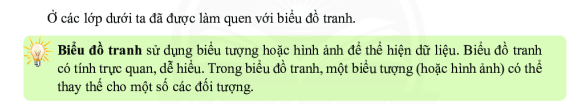 Ở các lớp dưới ta đã được làm quen với biểu đồ tranh.
Biểu đồ tranh sử dụng biểu tượng hoặc hình ảnh để thể hiện dữ liệu. Biểu đồ tranh
có tính trực quan, dễ hiểu. Trong biểu đồ tranh, một biểu tượng (hoặc hình ảnh) có thể
thay thế cho một số các đối tượng.